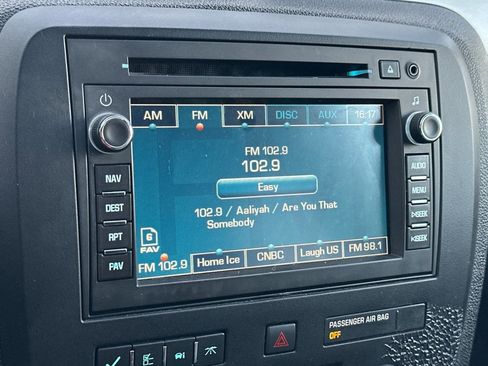 AM FM XM DISC AUX 16:17
FM 102.9
102.9
Easy
102.9 / Aaliyah / Are You That
Somebody
6
FAV
FM 102.9 Home Ice CNBC Laugh US FM 98.1
NAV
DEST
RPT
FAV
AUDIO
MENU
SEEK
SEEK
PASSENGER AIR BAG
OFF